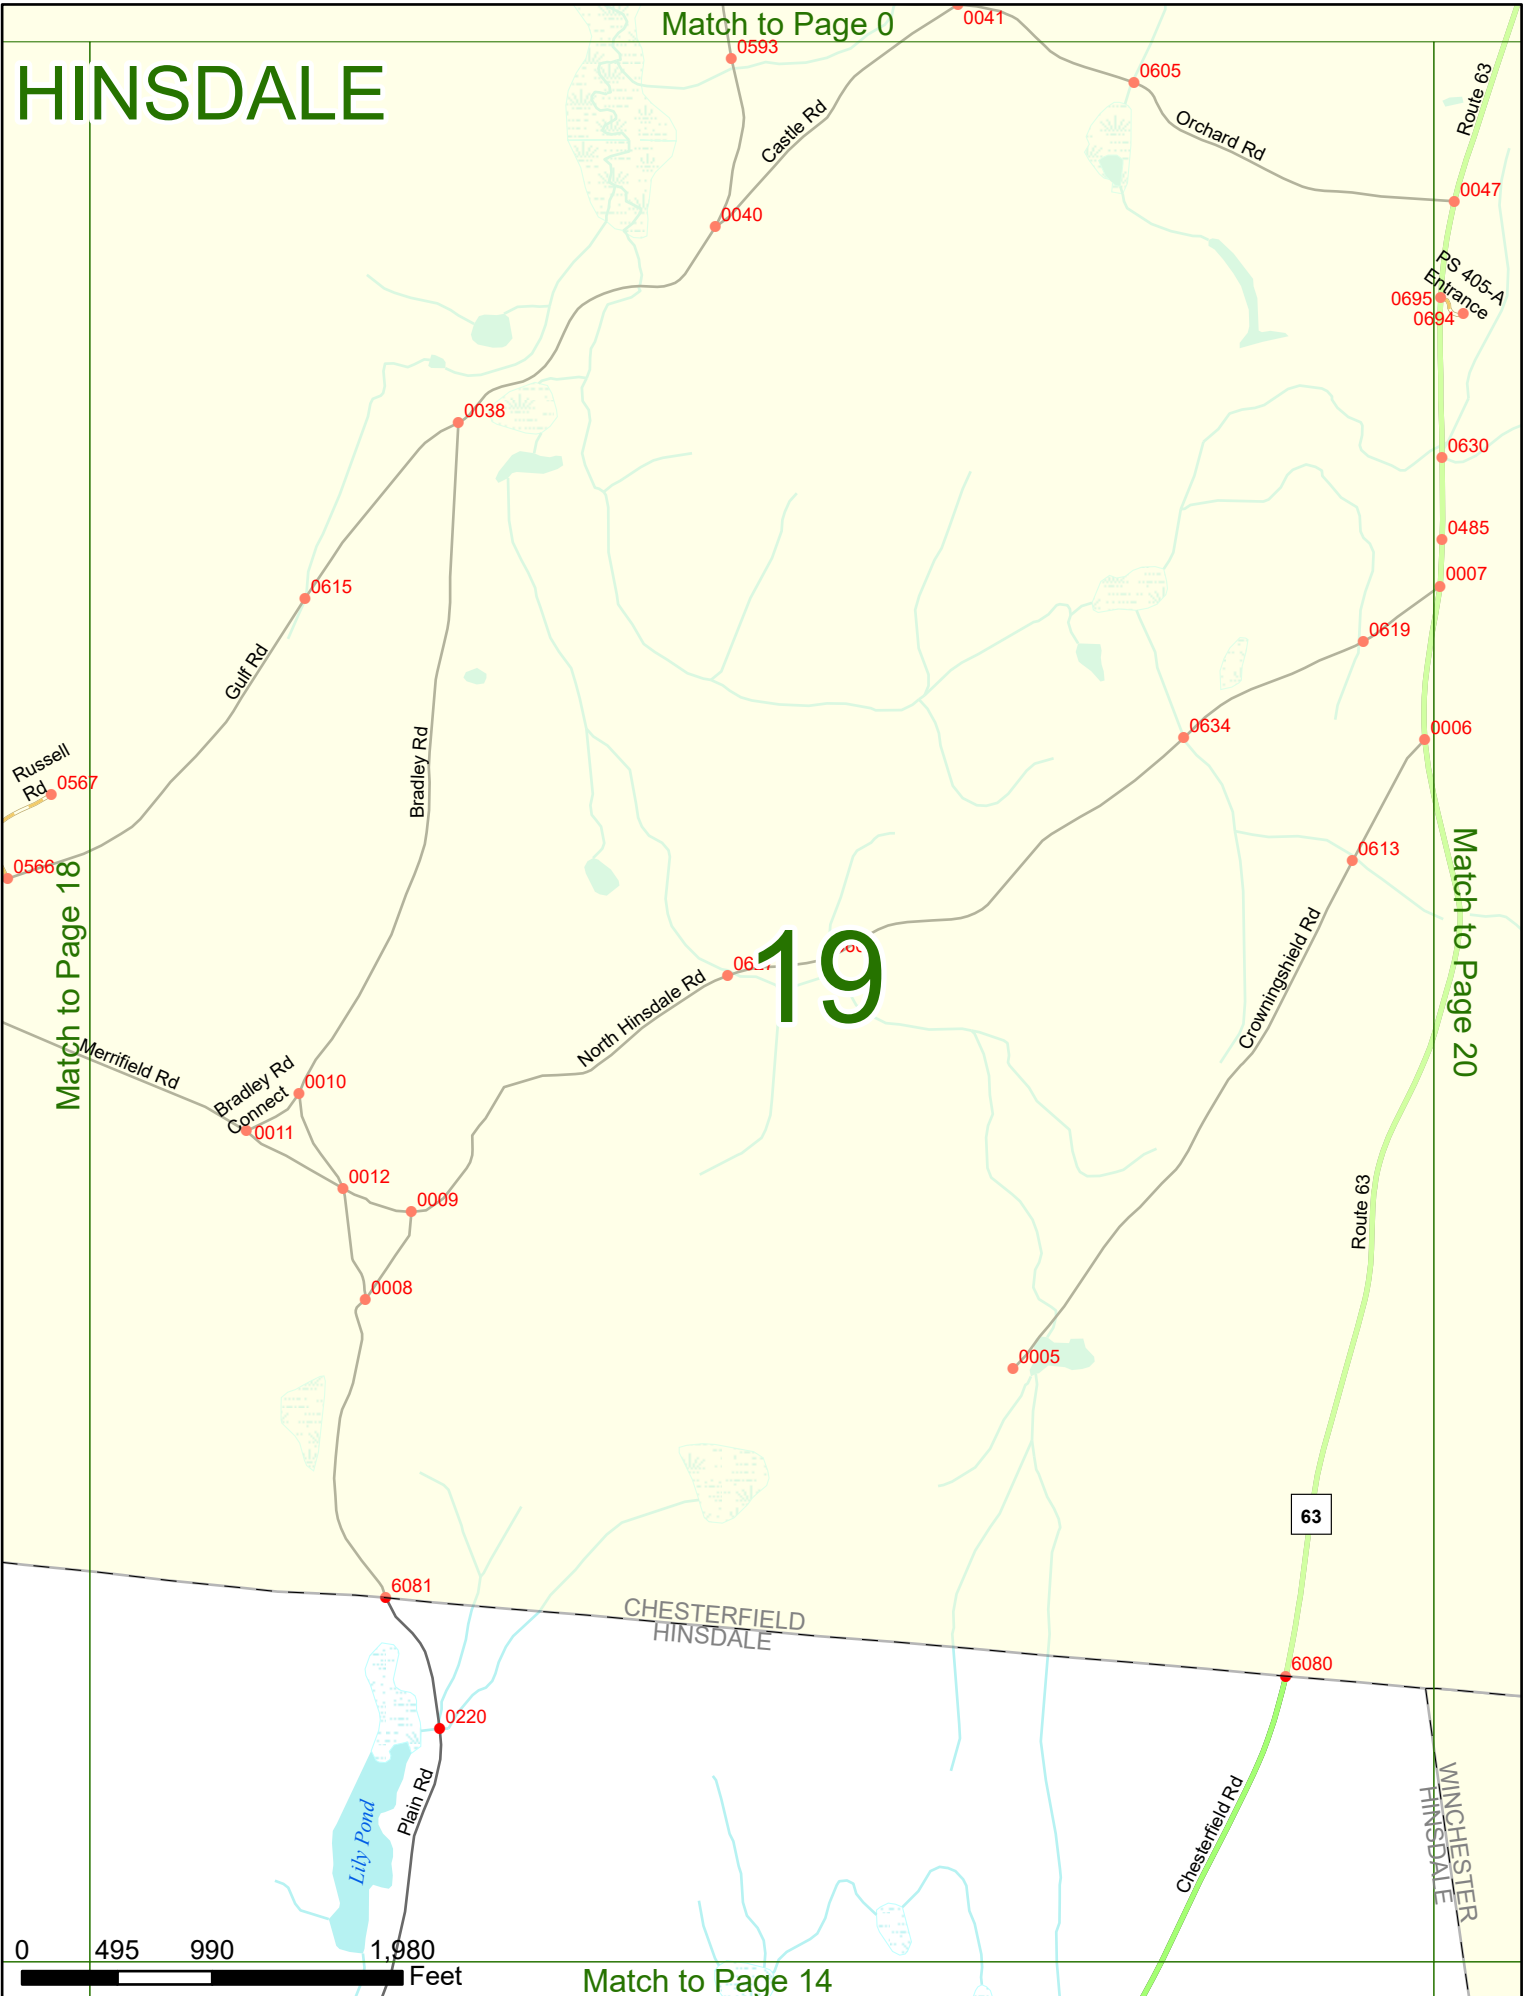 Match to Page 0
0041
0593
0605
HINSDALE
Route 63
Castle Rd
Orchard Rd
0047
0040
PS 405-A
Entrance
0695
0694
0038
0630
0485
0615
0007
0619
Gulf Rd
0634
0006
Bradley Rd
Russell
Rd
0567
0566
0613
Match to Page 18
Match to Page 20
19
Crowningshield Rd
North Hinsdale Rd
Merrifield Rd
Bradley Rd
Connect
0010
0011
0012
0009
Route 63
0008
0005
63
6081
CHESTERFIELD
HINSDALE
6080
0220
Plain Rd
Lily Pond
Chesterfield Rd
WINCHESTER
HINSDALE
0 495 990 1,980
Feet
Match to Page 14